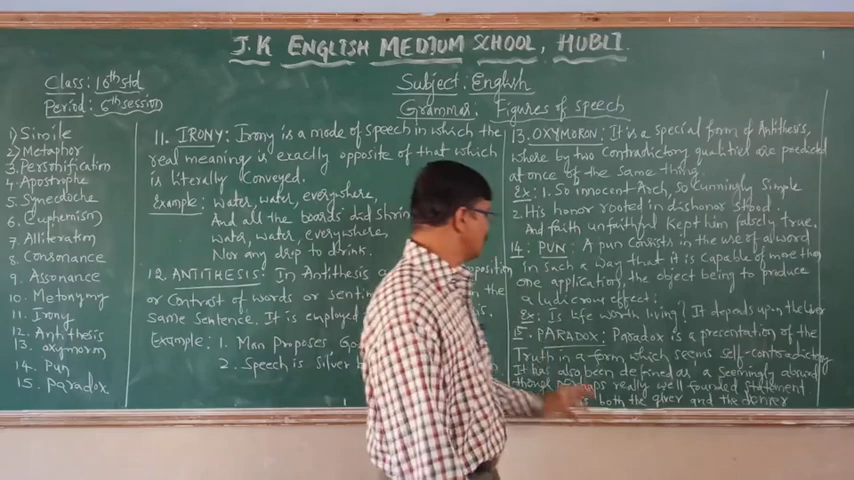 J.K ENGLISH MEDIUM SCHOOL, HUBLI.
Class: 10th std
Subject: English
Period: 6th session
Grammar. Figures of speech
1) Simile
2) Metaphor
3. Personification
4. Apostrophe
5. Synecdoche
6. (Euphemism)
7. Alliteration
8. Consonance
9. Assonance
10. Metonymy
11. Irony
12. Antithesis
13. oxymorm
14. Pun
15. Paradox
11. IRONY: Irony is a mode of speech in which the
real meaning is exactly opposite of that which
is literally Conveyed.
Example: water, water, everywhere,
And all the boards did Shrin
water, water, everywhere,
Nor any drop to drink.
12. ANTITHESIS: In Antithesis a position
or Contrast of words or senti in the
same Sentence. It is employed
Example: 1. Man Proposes Go
2. Speech is Silver
13. OXYMORON: It is a special form of Antithesis,
where by two Contradictory qualities are predicted
at once of the same thing.
Ex: 1. So innocent Arch, so Cunningly Simple
2. His honor rooted in dishonor Stood
And faith unfaithful Kept him falsely true.
14. PUN: A pun Consists in the use of a word
in such a way that it is capable of more than
one application, the object being to produce
a ludicrous effect:
Ex: Is life worth living? It depends upon the liver
15. PARADOX: Paradox is a presentation of the
Truth in a form which seems self-contradictory
It has also been defined as 'a seemingly absurd
though Perhaps really well founded statement
is both the giver and the